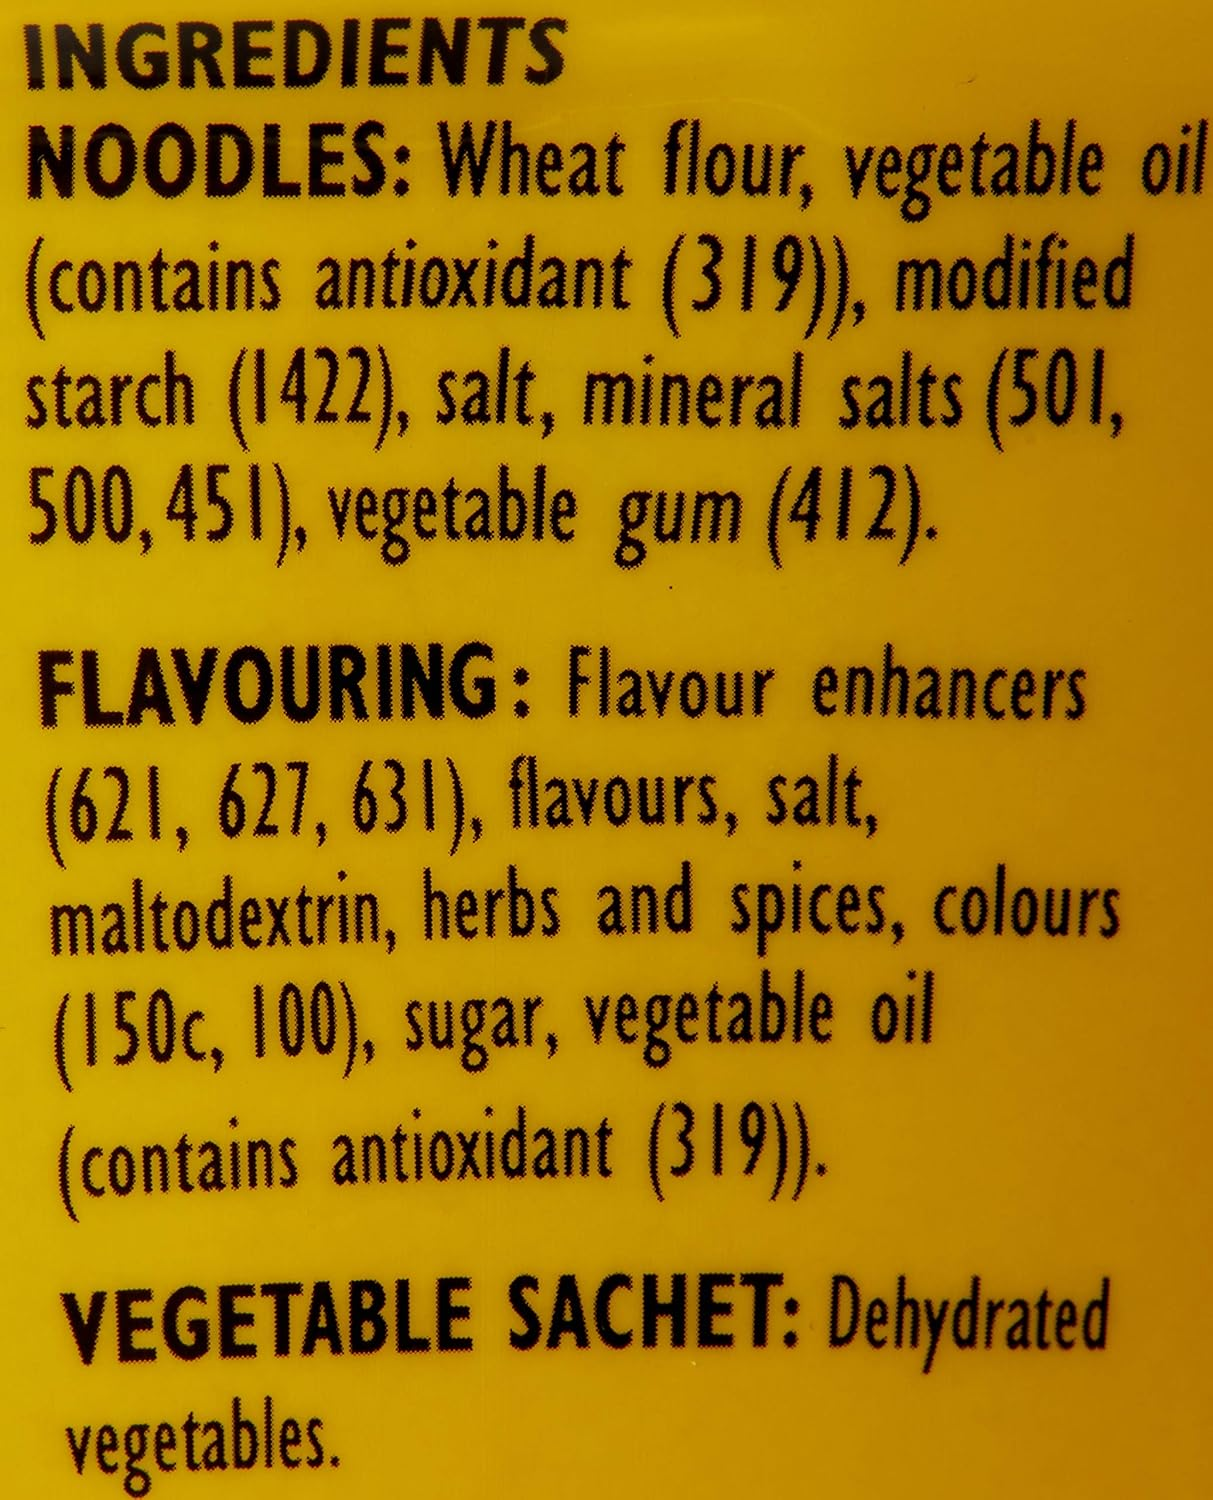 INGREDIENTS
NOODLES: Wheat flour, vegetable oil
(contains antioxidant (319)), modified
starch (1422), salt, mineral salts (501,
500, 451), vegetable gum (412).
FLAVOURING: Flavour enhancers
(621, 627, 631), flavours, salt,
maltodextrin, herbs and spices, colours
(150c, 100), sugar, vegetable oil
(contains antioxidant (319)).
VEGETABLE SACHET: Dehydrated
vegetables.